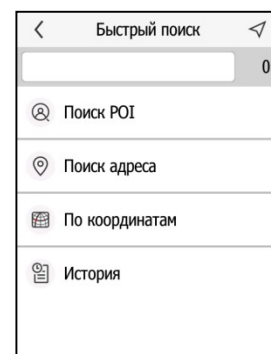 Быстрый поиск
0
Поиск POI
Поиск адреса
По координатам
История